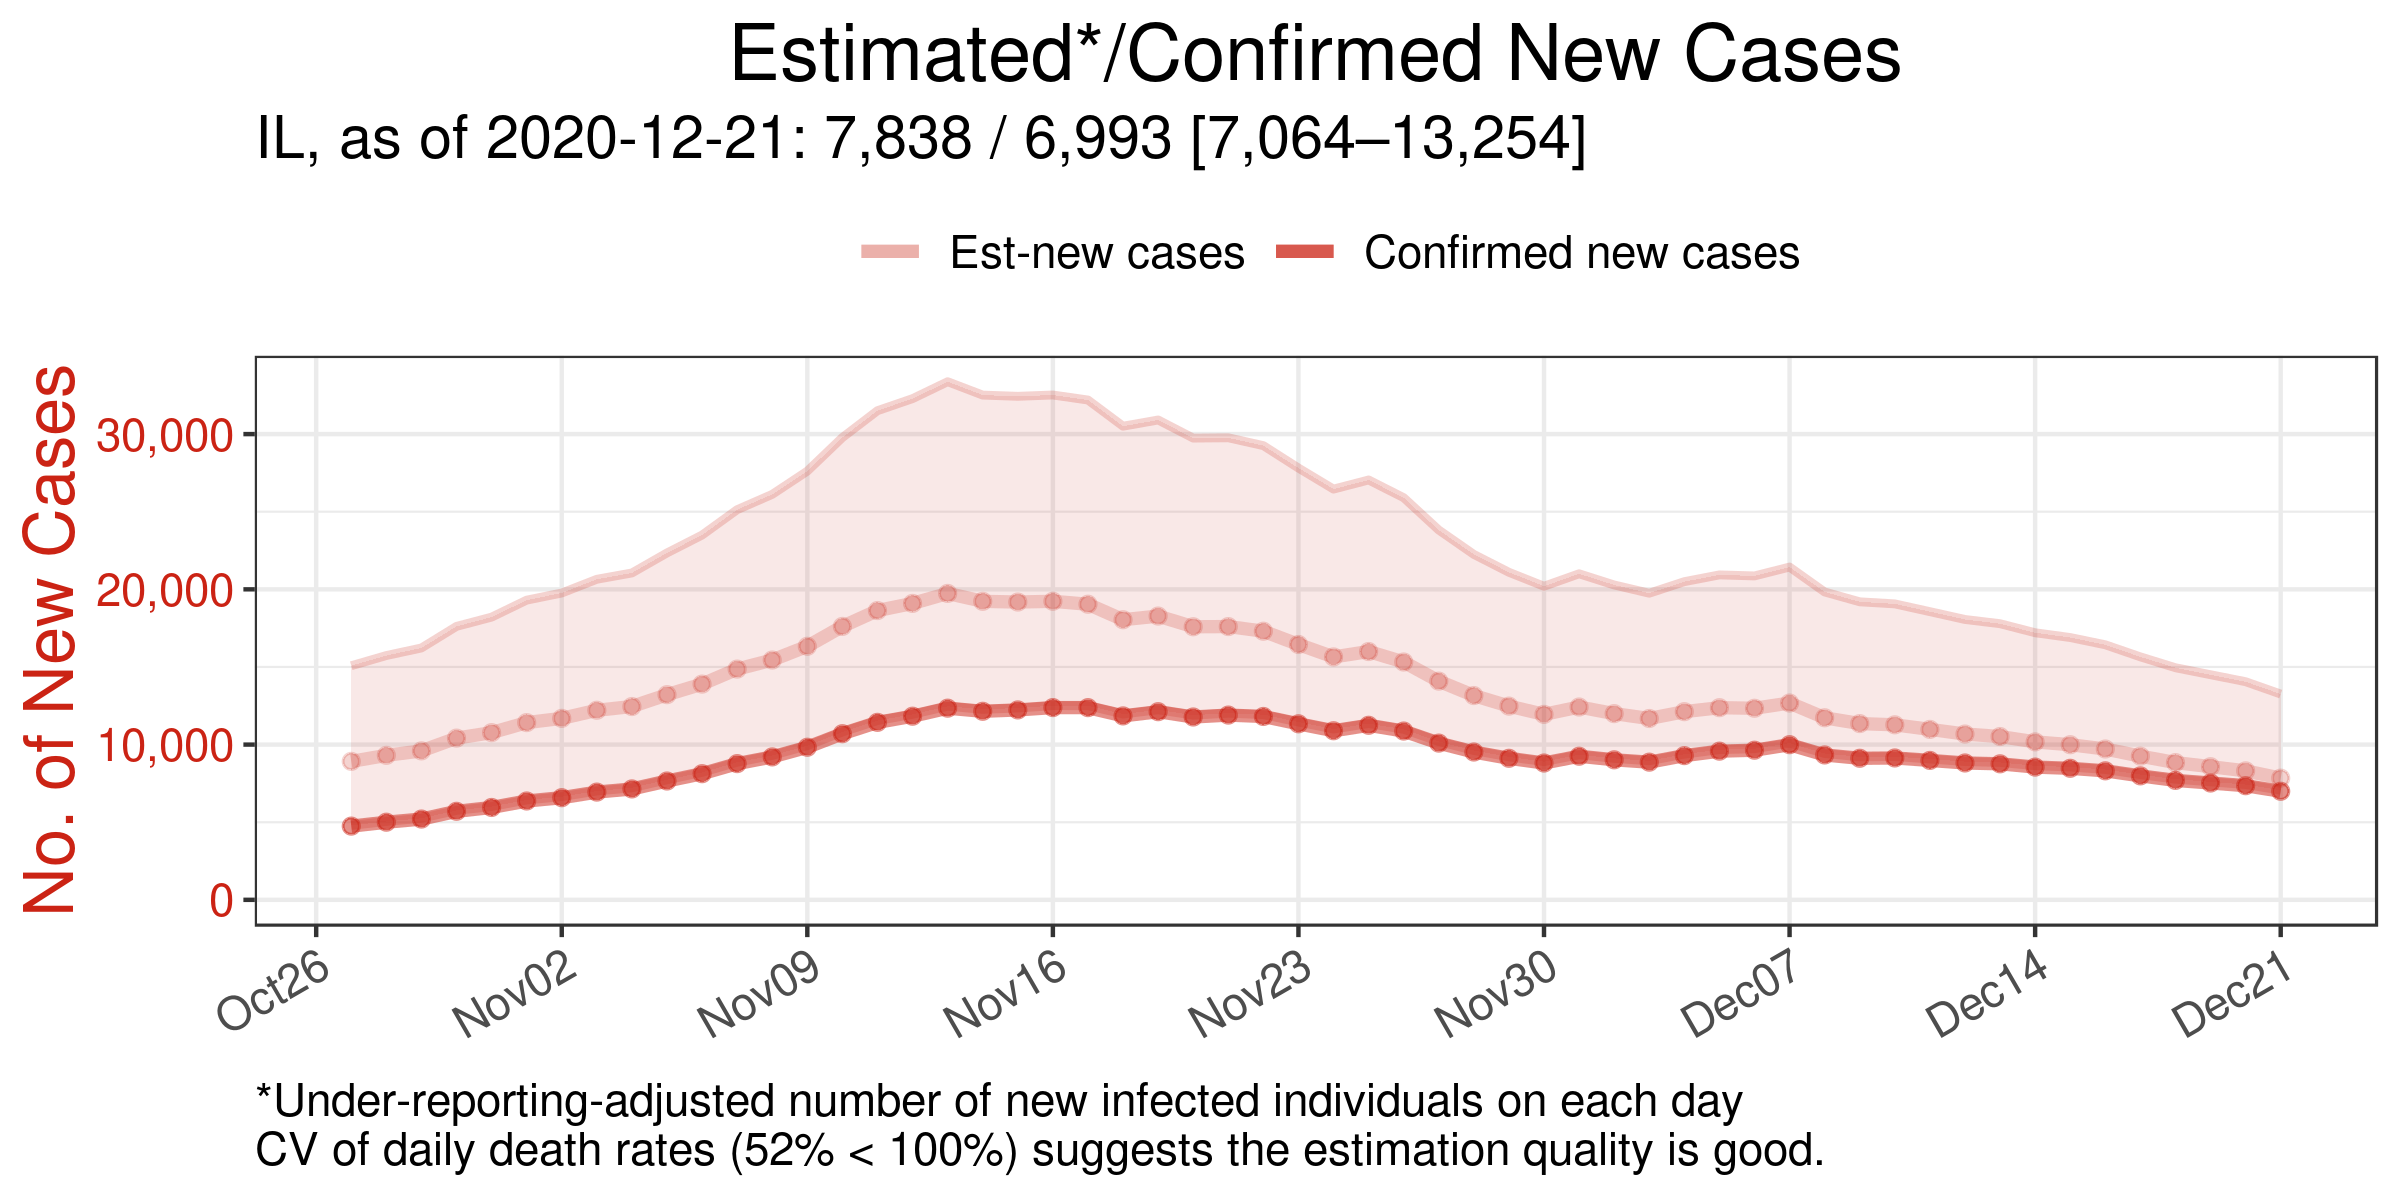 Estimated*/Confirmed New Cases
IL, as of 2020-12-21: 7,838 / 6,993 [7,064–13,254]
Est-new cases
Confirmed new cases
No. of New Cases
30,000
20,000
10,000
0
Oct26
Nov02
Nov09
Nov16
Nov23
Nov30
Dec07
Dec14
Dec21
*Under-reporting-adjusted number of new infected individuals on each day
CV of daily death rates (52% < 100%) suggests the estimation quality is good.